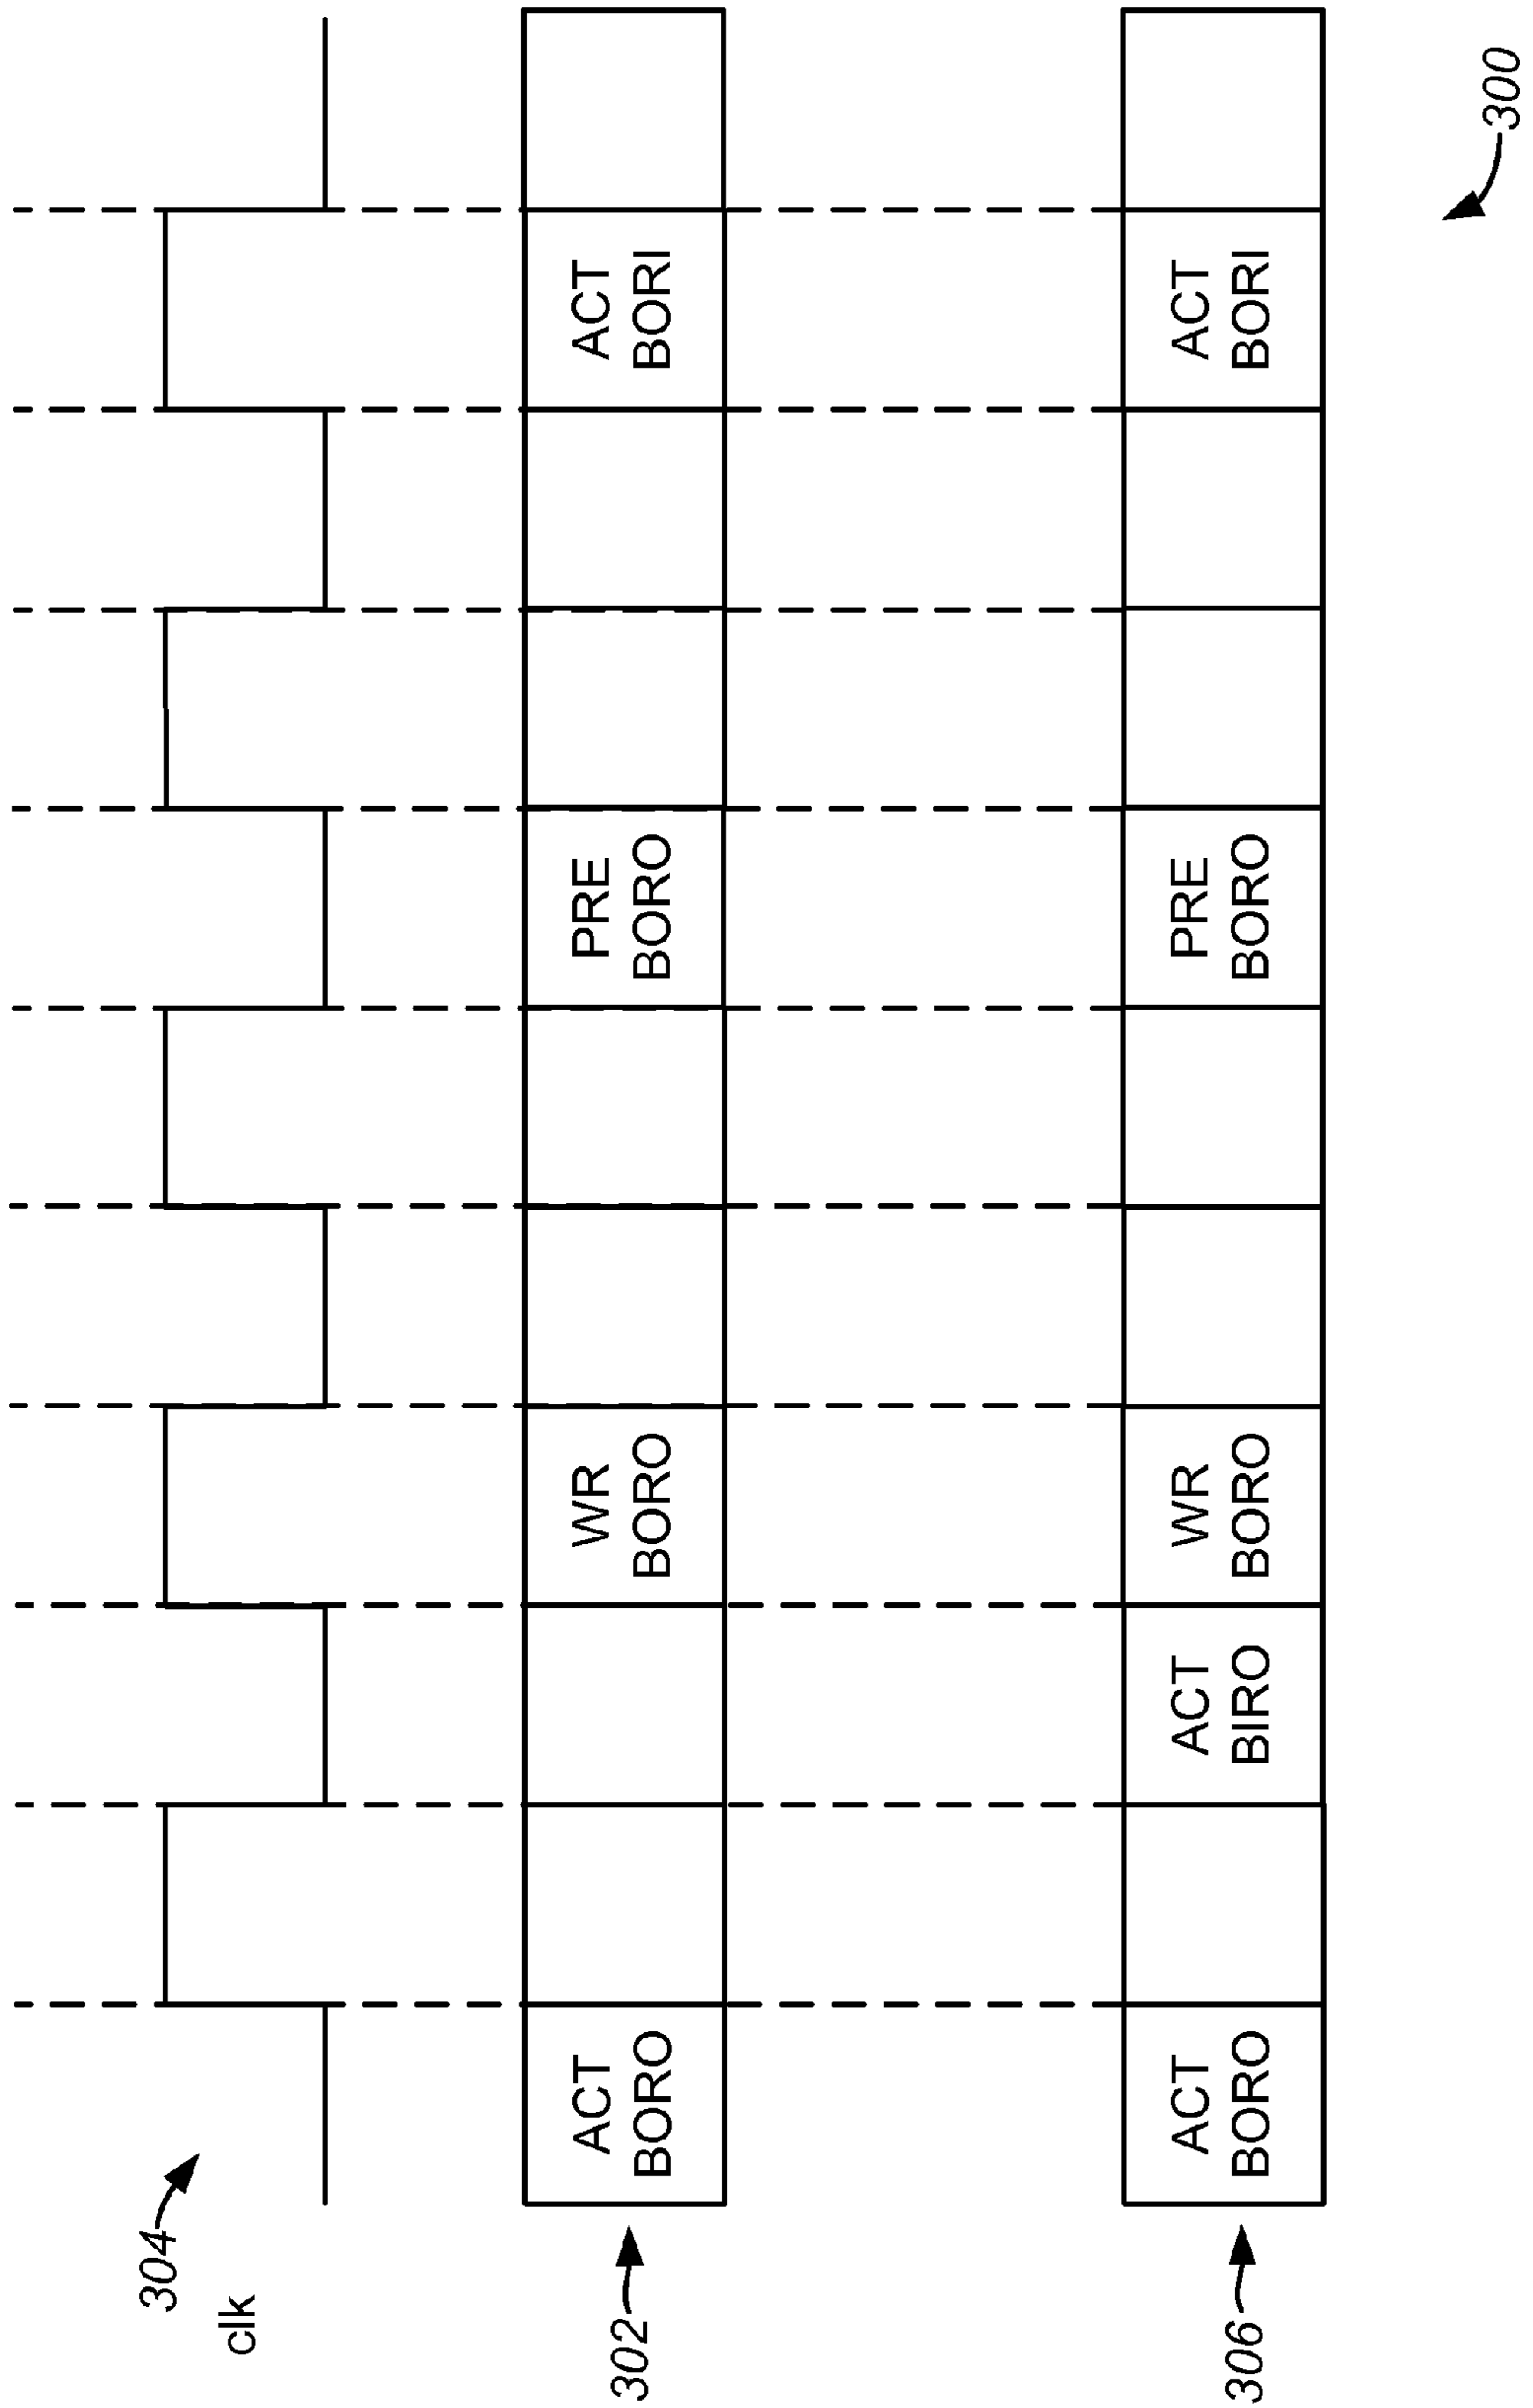 304
clk
302
ACT
BORO
WR
BORO
PRE
BORO
ACT
BORI
306
ACT
BORO
ACT
BIRO
WR
BORO
PRE
BORO
ACT
BORI
300